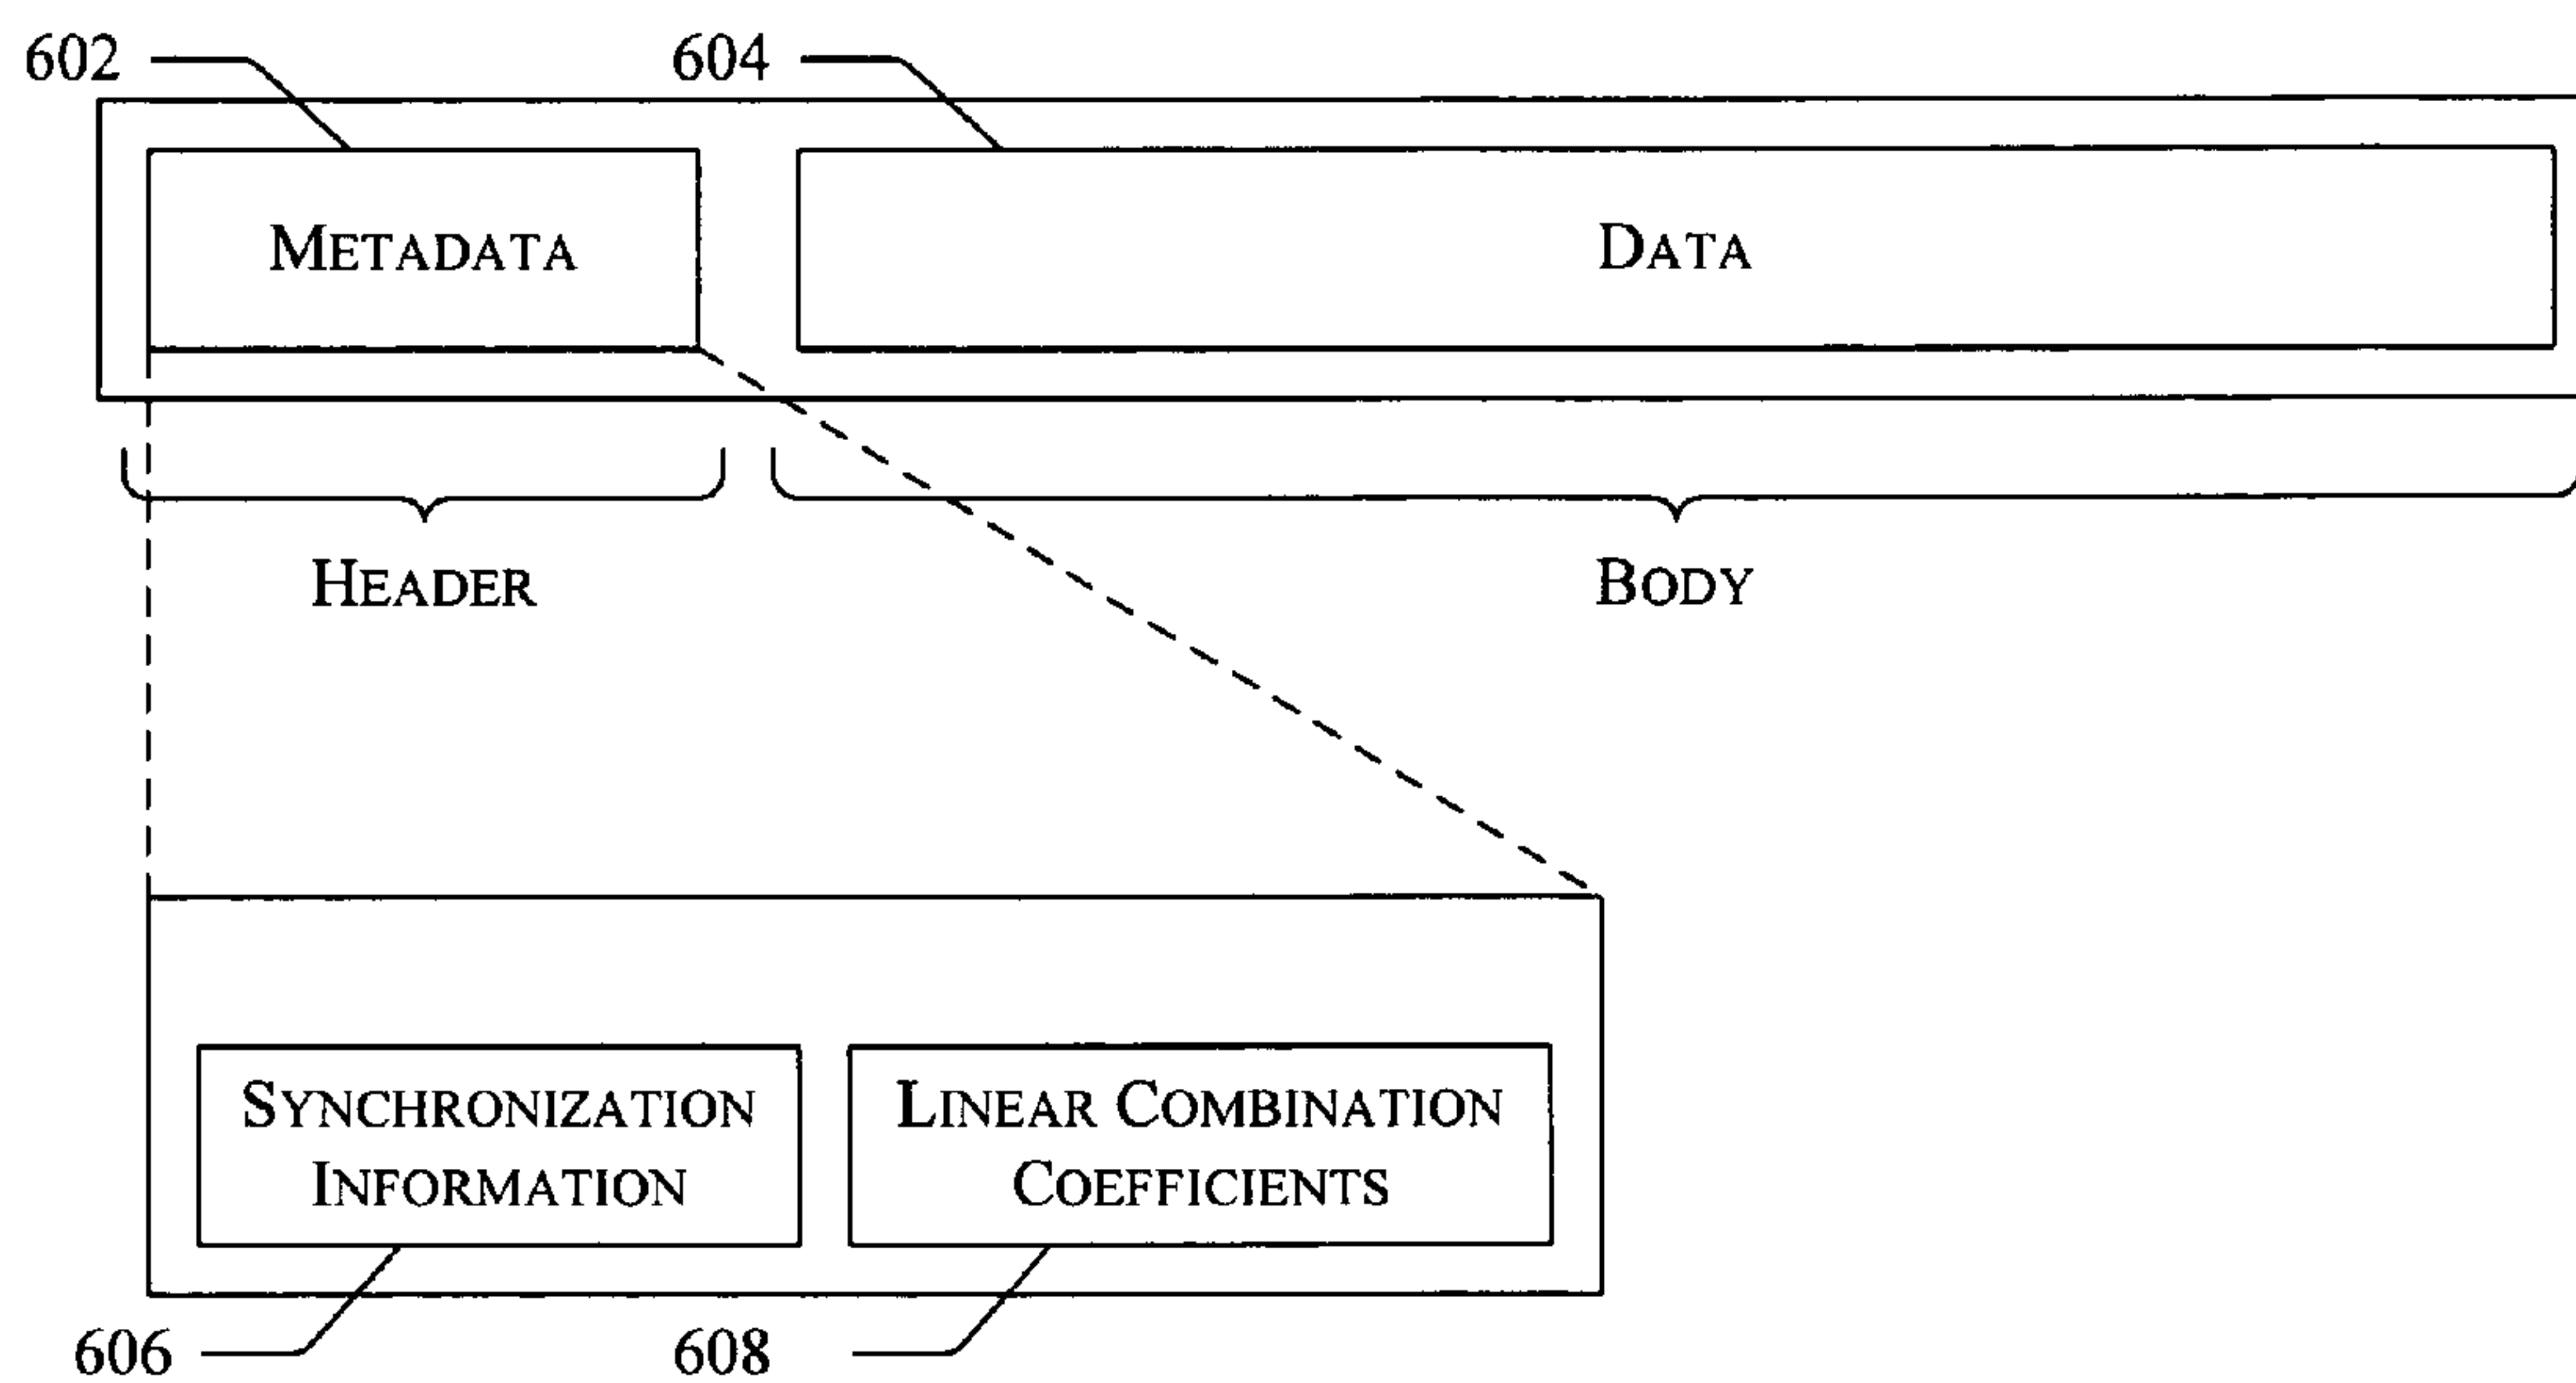 602
604
METADATA
DATA
HEADER
BODY
SYNCHRONIZATION
INFORMATION
LINEAR COMBINATION
COEFFICIENTS
606
608